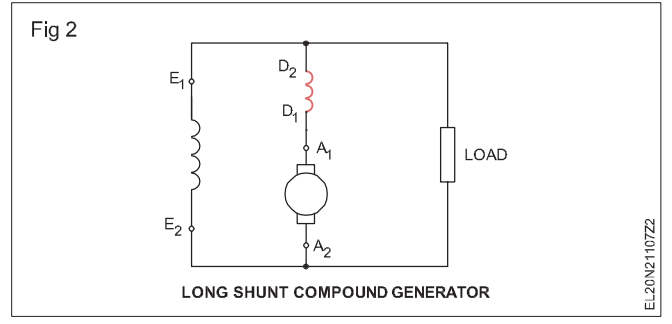 Fig 2
E₁
D₂
D₁
A₁
LOAD
E₂
A₂
LONG SHUNT COMPOUND GENERATOR
EL20N21107Z2